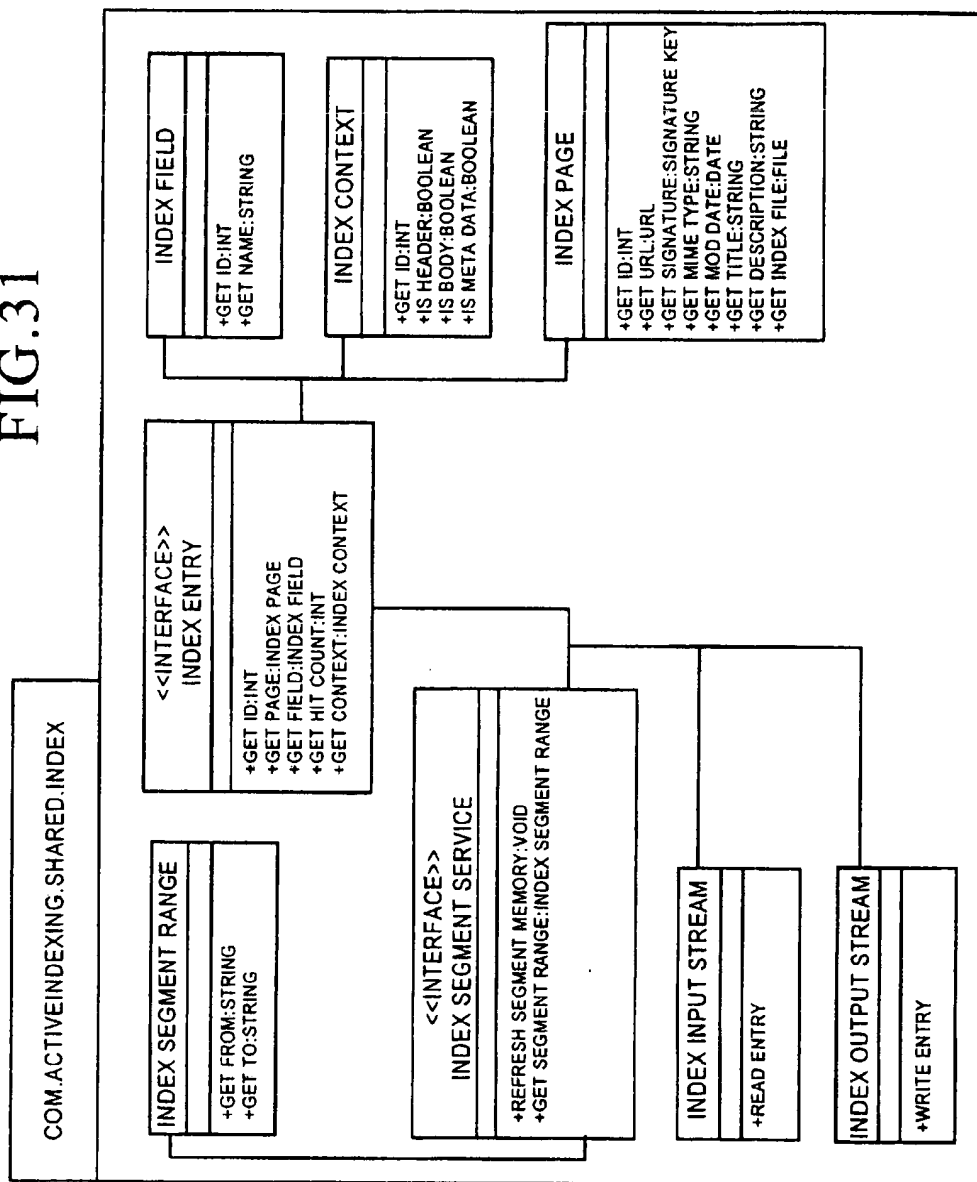 FIG.31
COM.ACTIVEINDEXING.SHARED.INDEX
INDEX SEGMENT RANGE
+GET FROM:STRING
+GET TO:STRING
<<INTERFACE>>
INDEX ENTRY
+GET ID:INT
+GET PAGE:INDEX PAGE
+GET FIELD:INDEX FIELD
+GET HIT COUNT:INT
+GET CONTEXT:INDEX CONTEXT
INDEX FIELD
+GET ID:INT
+GET NAME:STRING
<<INTERFACE>>
INDEX SEGMENT SERVICE
+REFRESH SEGMENT MEMORY:VOID
+GET SEGMENT RANGE:INDEX SEGMENT RANGE
INDEX CONTEXT
+GET ID:INT
+IS HEADER:BOOLEAN
+IS BODY:BOOLEAN
+IS META DATA:BOOLEAN
INDEX INPUT STREAM
+READ ENTRY
INDEX PAGE
+GET ID:INT
+GET URL:URL
+GET SIGNATURE:SIGNATURE KEY
+GET MIME TYPE:STRING
+GET MOD DATE:DATE
+GET TITLE:STRING
+GET DESCRIPTION:STRING
+GET INDEX FILE:FILE
INDEX OUTPUT STREAM
+WRITE ENTRY